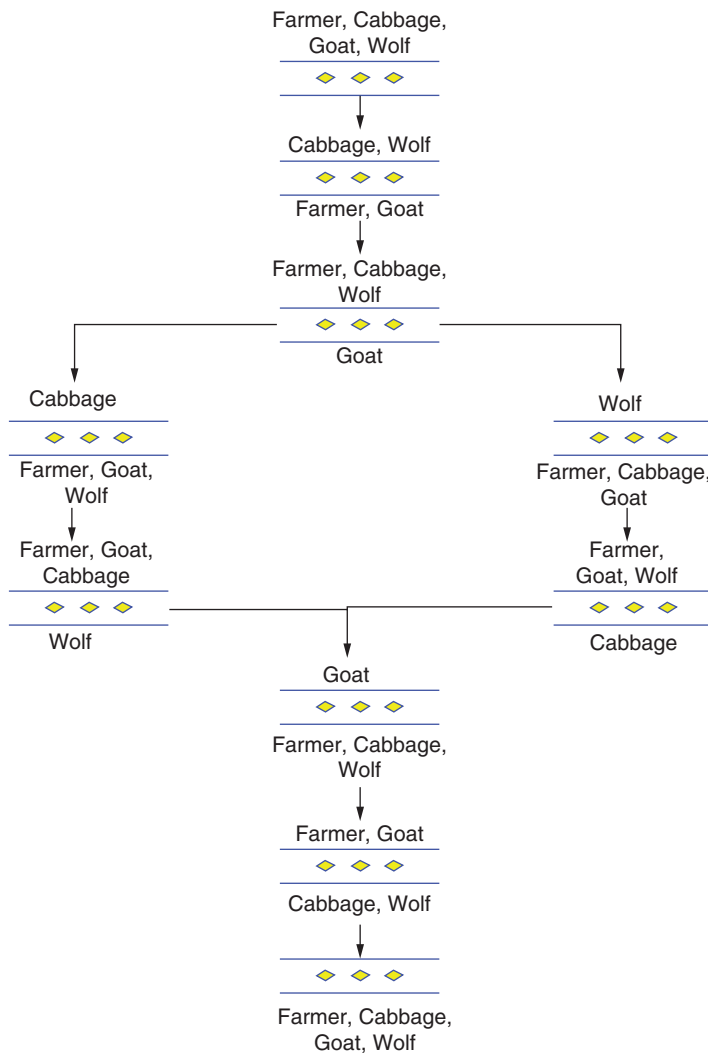 Farmer, Cabbage,
Goat, Wolf
Cabbage, Wolf
Farmer, Goat
Farmer, Cabbage,
Wolf
Goat
Cabbage
Farmer, Goat,
Wolf
Farmer, Goat,
Cabbage
Wolf
Wolf
Farmer, Cabbage,
Goat
Farmer,
Goat, Wolf
Cabbage
Goat
Farmer, Cabbage,
Wolf
Farmer, Goat
Cabbage, Wolf
Farmer, Cabbage,
Goat, Wolf